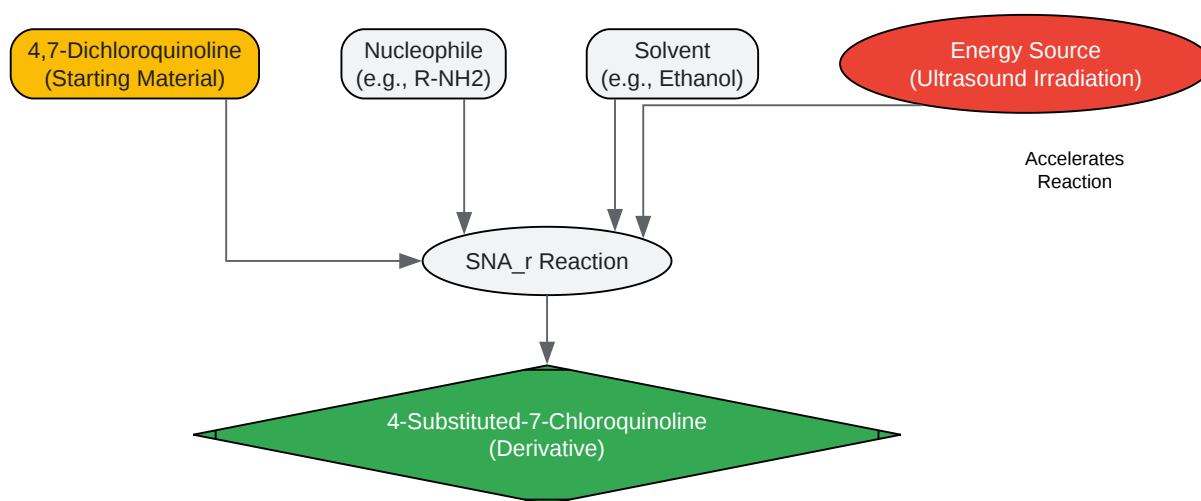 4,7-Dichloroquinoline
(Starting Material)
Nucleophile
(e.g., R-NH2)
Solvent
(e.g., Ethanol)
Energy Source
(Ultrasound Irradiation)
Accelerates
Reaction
SNA_r Reaction
4-Substituted-7-Chloroquinoline
(Derivative)